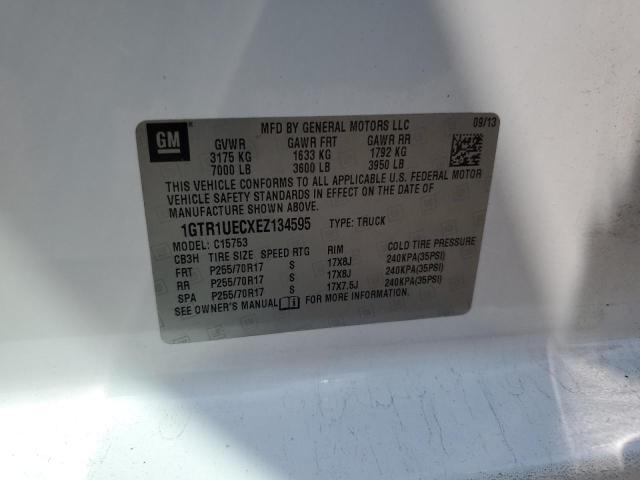 GM
MFD BY GENERAL MOTORS LLC 09/13
GVWR GAWR FRT GAWR RR
3175 KG 1633 KG 1792 KG
7000 LB 3600 LB 3950 LB
THIS VEHICLE CONFORMS TO ALL APPLICABLE U.S. FEDERAL MOTOR
VEHICLE SAFETY STANDARDS IN EFFECT ON THE DATE OF
MANUFACTURE SHOWN ABOVE.
1GTR1UECXEZ134595 TYPE: TRUCK
MODEL: C15753
CB3H TIRE SIZE SPEED RTG RIM COLD TIRE PRESSURE
FRT P255/70R17 S 17X8J 240KPA(35PSI)
RR P255/70R17 S 17X8J 240KPA(35PSI)
SPA P255/70R17 S 17X7.5J 240KPA(35PSI)
SEE OWNER'S MANUAL FOR MORE INFORMATION.